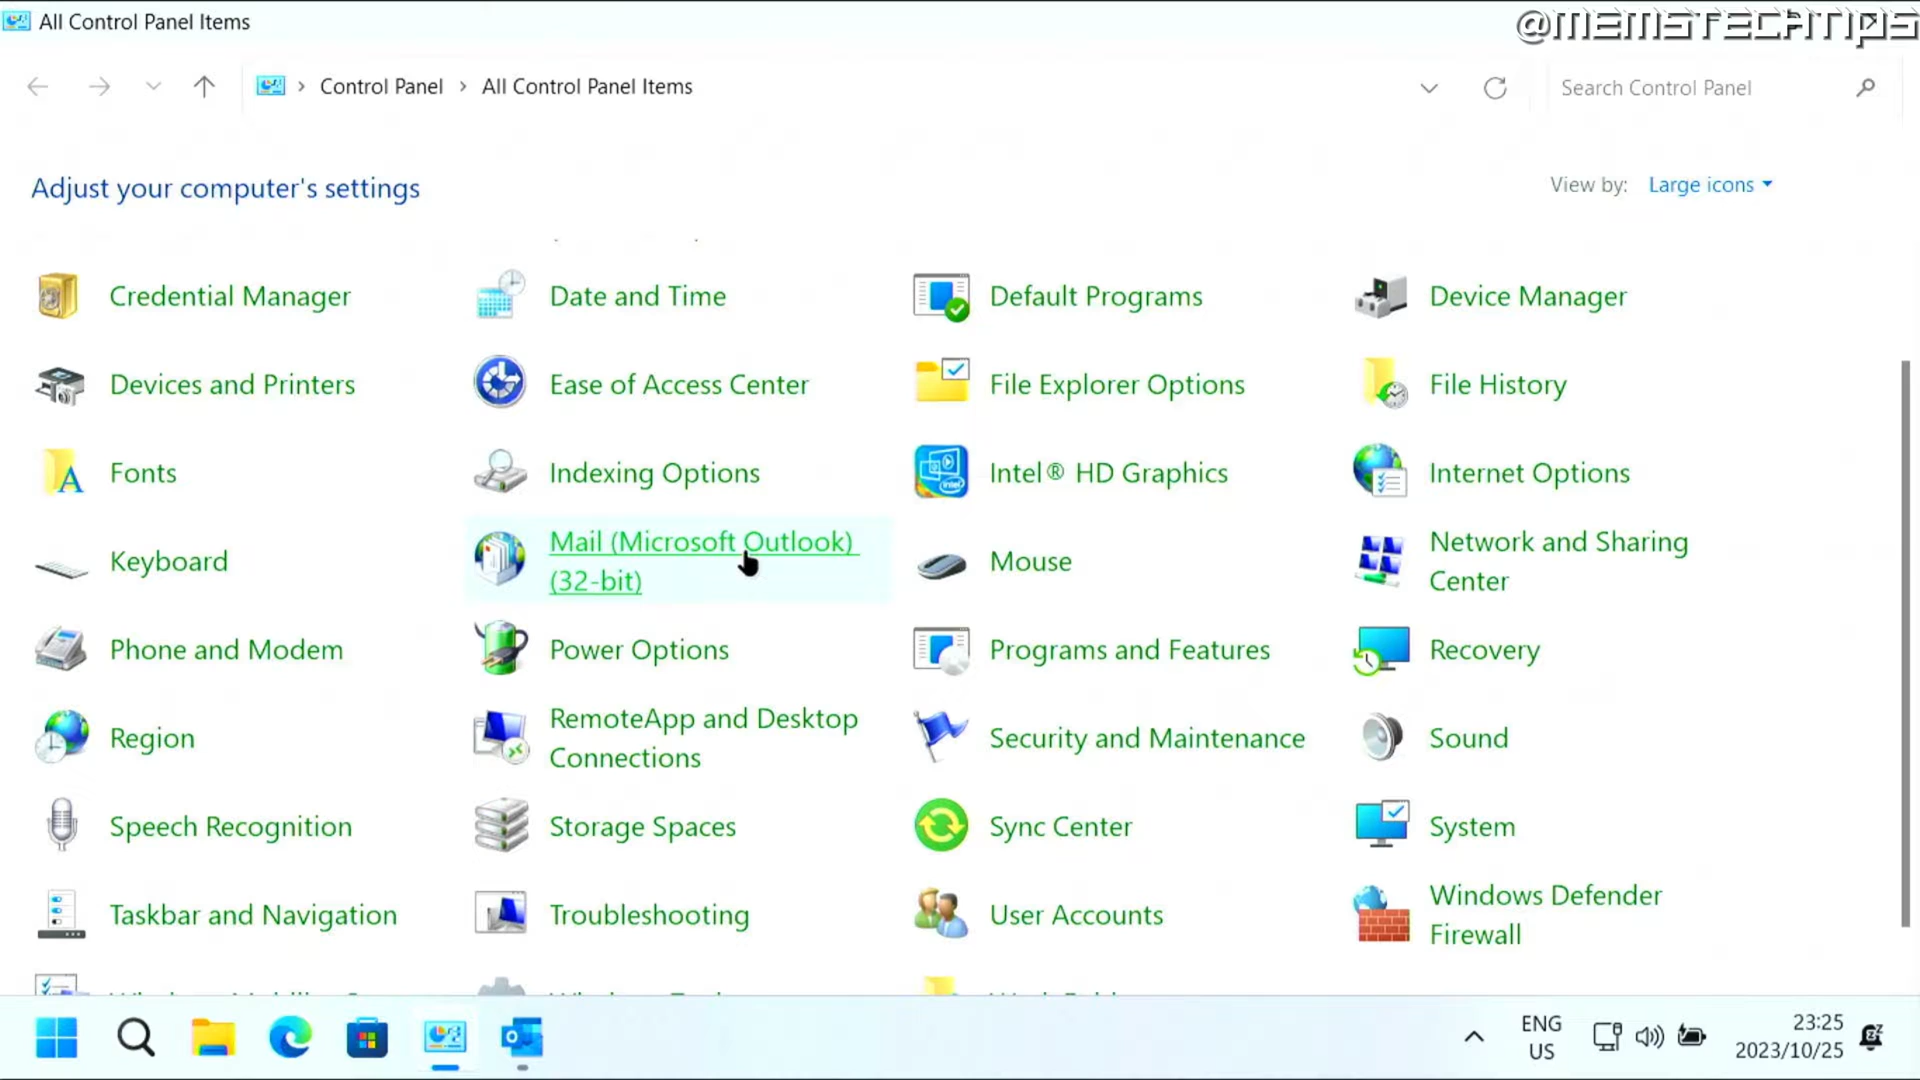 All Control Panel Items
@MEMSTECHTIPS
Control Panel > All Control Panel Items
Search Control Panel
Adjust your computer's settings
View by: Large icons
Credential Manager
Date and Time
Default Programs
Device Manager
Devices and Printers
Ease of Access Center
File Explorer Options
File History
Fonts
Indexing Options
Intel® HD Graphics
Internet Options
Keyboard
Mail (Microsoft Outlook)
(32-bit)
Mouse
Network and Sharing
Center
Phone and Modem
Power Options
Programs and Features
Recovery
Region
RemoteApp and Desktop
Connections
Security and Maintenance
Sound
Speech Recognition
Storage Spaces
Sync Center
System
Taskbar and Navigation
Troubleshooting
User Accounts
Windows Defender
Firewall
ENG
US
23:25
2023/10/25